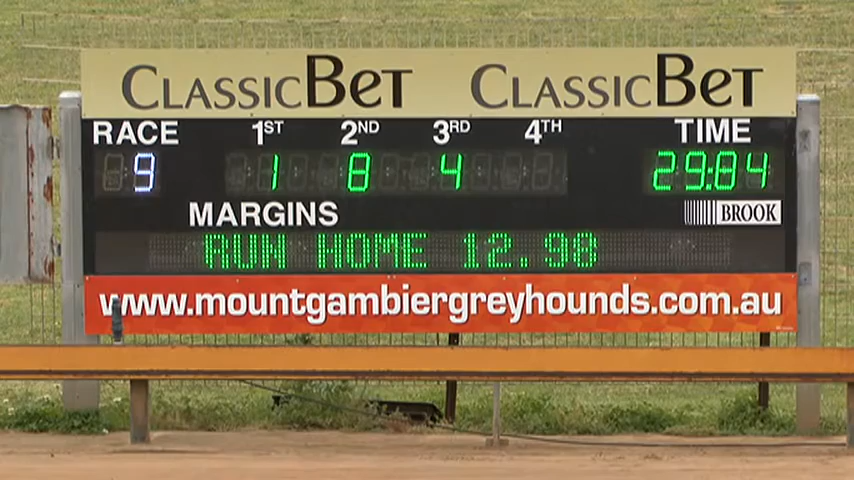 CLASSICBET CLASSICBET
RACE 1ST 2ND 3RD 4TH TIME
9 1 8 4 29:84
MARGINS BROOK
RUN HOME 12.98
www.mountgambiergreyhounds.com.au